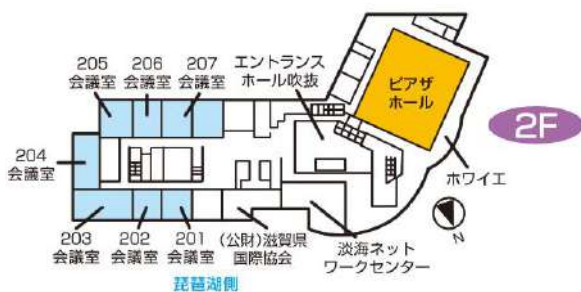 205
会議室
206
会議室
207
会議室
エントランス
ホール吹抜
ピアザ
ホール
2F
204
会議室
ホワイエ
203
会議室
202
会議室
201
会議室
(公財)滋賀県
国際協会
淡海ネット
ワークセンター
N
琵琶湖側